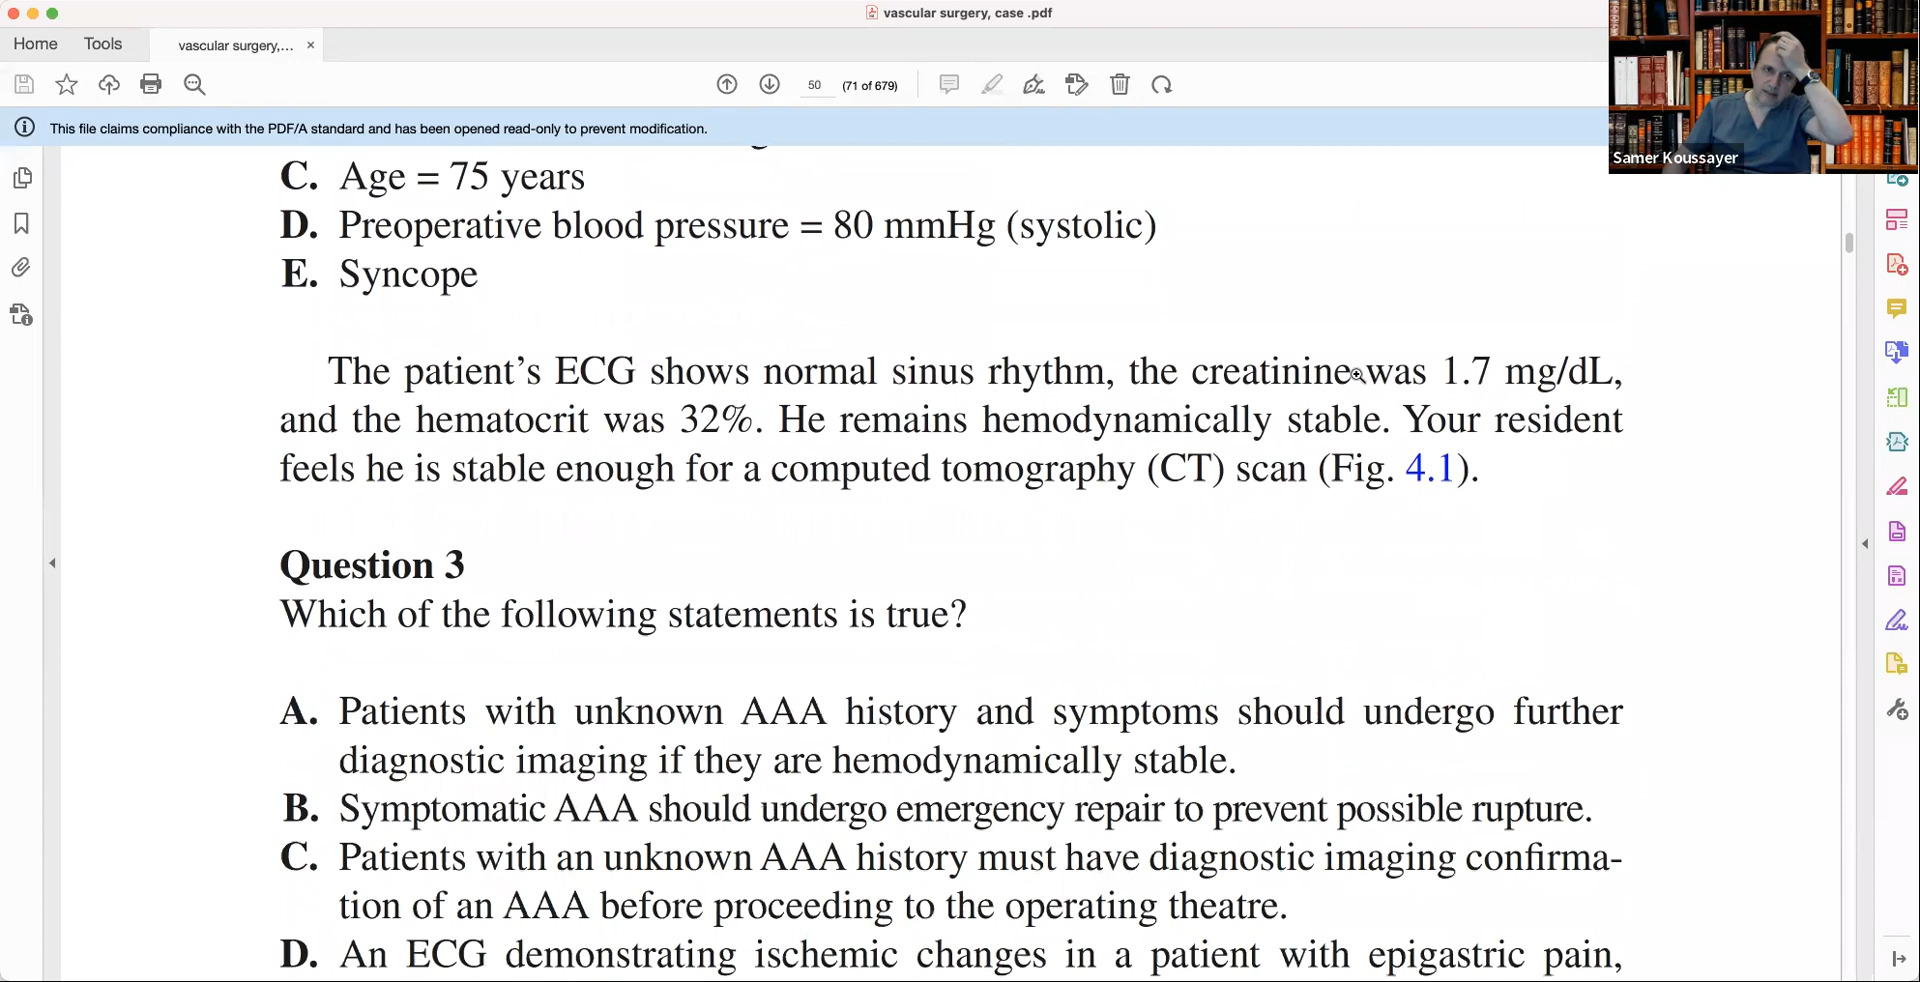 vascular surgery, case .pdf
Home
Tools
vascular surgery,... ×
50
(71 of 679)
This file claims compliance with the PDF/A standard and has been opened read-only to prevent modification.
Samer Koussayer
C. Age = 75 years
D. Preoperative blood pressure = 80 mmHg (systolic)
E. Syncope
The patient’s ECG shows normal sinus rhythm, the creatinine was 1.7 mg/dL,
and the hematocrit was 32%. He remains hemodynamically stable. Your resident
feels he is stable enough for a computed tomography (CT) scan (Fig. 4.1).
Question 3
Which of the following statements is true?
A. Patients with unknown AAA history and symptoms should undergo further
diagnostic imaging if they are hemodynamically stable.
B. Symptomatic AAA should undergo emergency repair to prevent possible rupture.
C. Patients with an unknown AAA history must have diagnostic imaging confirma-
tion of an AAA before proceeding to the operating theatre.
D. An ECG demonstrating ischemic changes in a patient with epigastric pain,